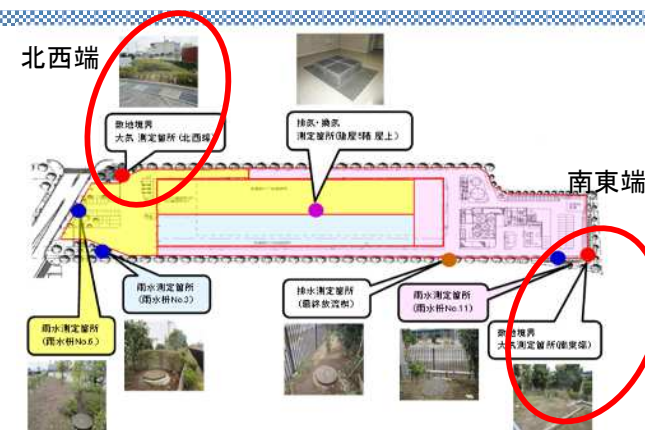 北西端
敷地境界
大気 測定箇所(北西端)
排気・換気
測定箇所(建屋5階 屋上)
南東端
雨水測定箇所
(雨水桝No.3)
排水測定箇所
(最終放流桝)
雨水測定箇所
(雨水桝No.11)
雨水測定箇所
(雨水桝No.6)
敷地境界
大気測定箇所(南東端)